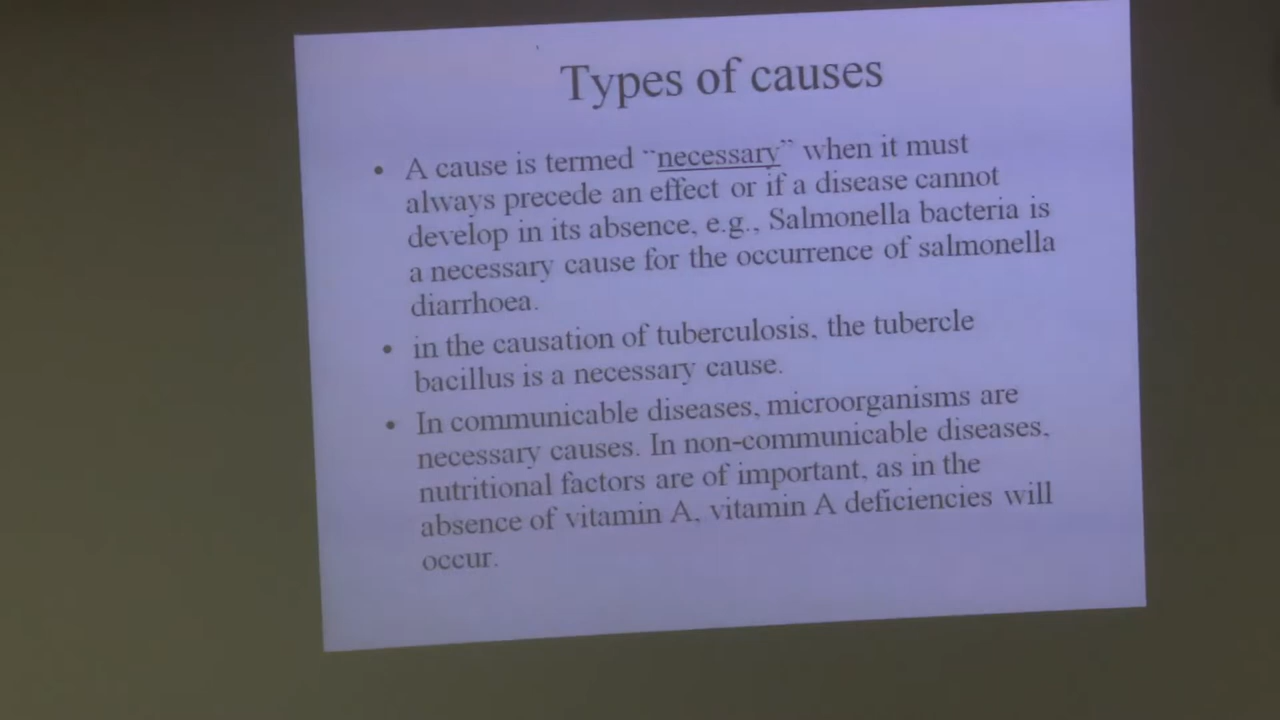 Types of causes
• A cause is termed ``necessary`` when it must
always precede an effect or if a disease cannot
develop in its absence, e.g., Salmonella bacteria is
a necessary cause for the occurrence of salmonella
diarrhoea.
• in the causation of tuberculosis, the tubercle
bacillus is a necessary cause.
• In communicable diseases, microorganisms are
necessary causes. In non-communicable diseases,
nutritional factors are of important, as in the
absence of vitamin A, vitamin A deficiencies will
occur.